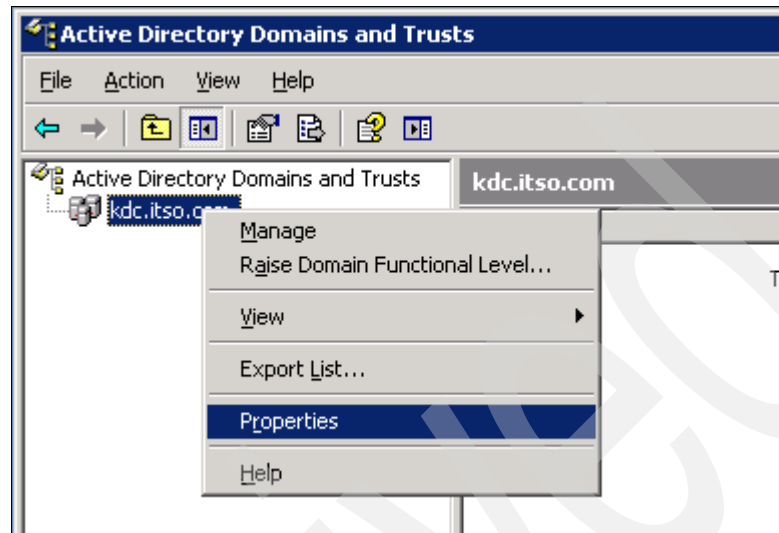 Active Directory Domains and Trusts
File Action View Help
Active Directory Domains and Trusts
kdc.itso.com
kdc.itso.com
Manage
Raise Domain Functional Level...
T
View
Export List...
Properties
Help